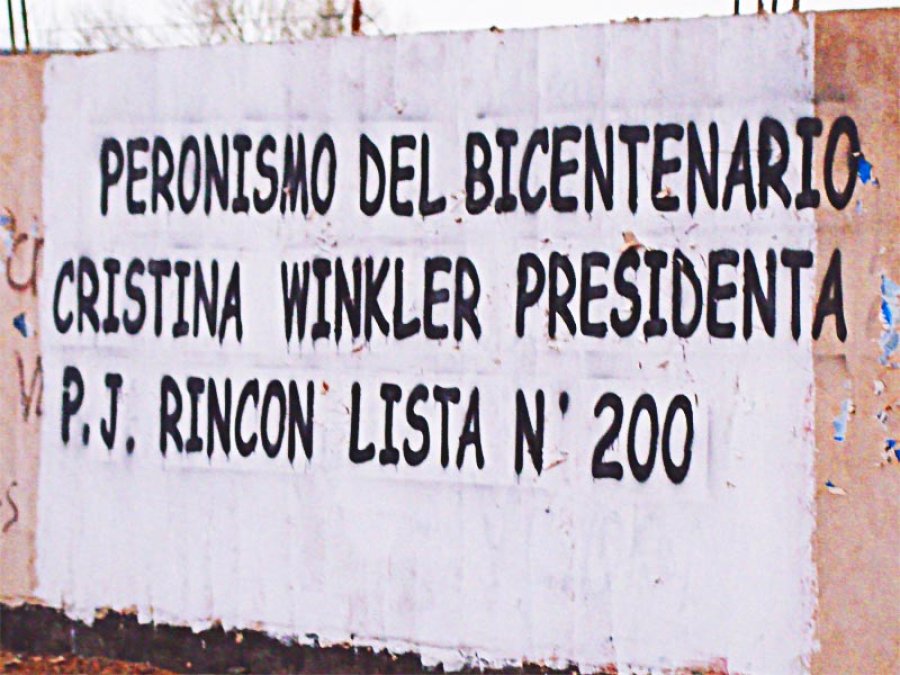 PERONISMO DEL BICENTENARIO
CRISTINA WINKLER PRESIDENTA
P.J. RINCON LISTA N° 200